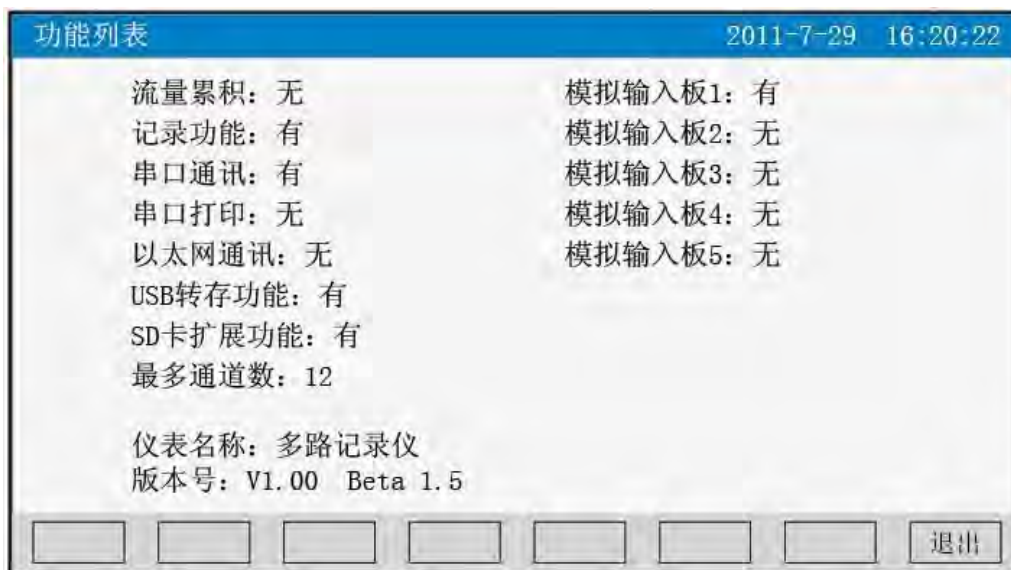 功能列表
2011-7-29 16:20:22
流量累积：无
记录功能：有
串口通讯：有
串口打印：无
以太网通讯：无
USB转存功能：有
SD卡扩展功能：有
最多通道数：12
仪表名称：多路记录仪
版本号：V1.00 Beta 1.5
模拟输入板1：有
模拟输入板2：无
模拟输入板3：无
模拟输入板4：无
模拟输入板5：无
退出